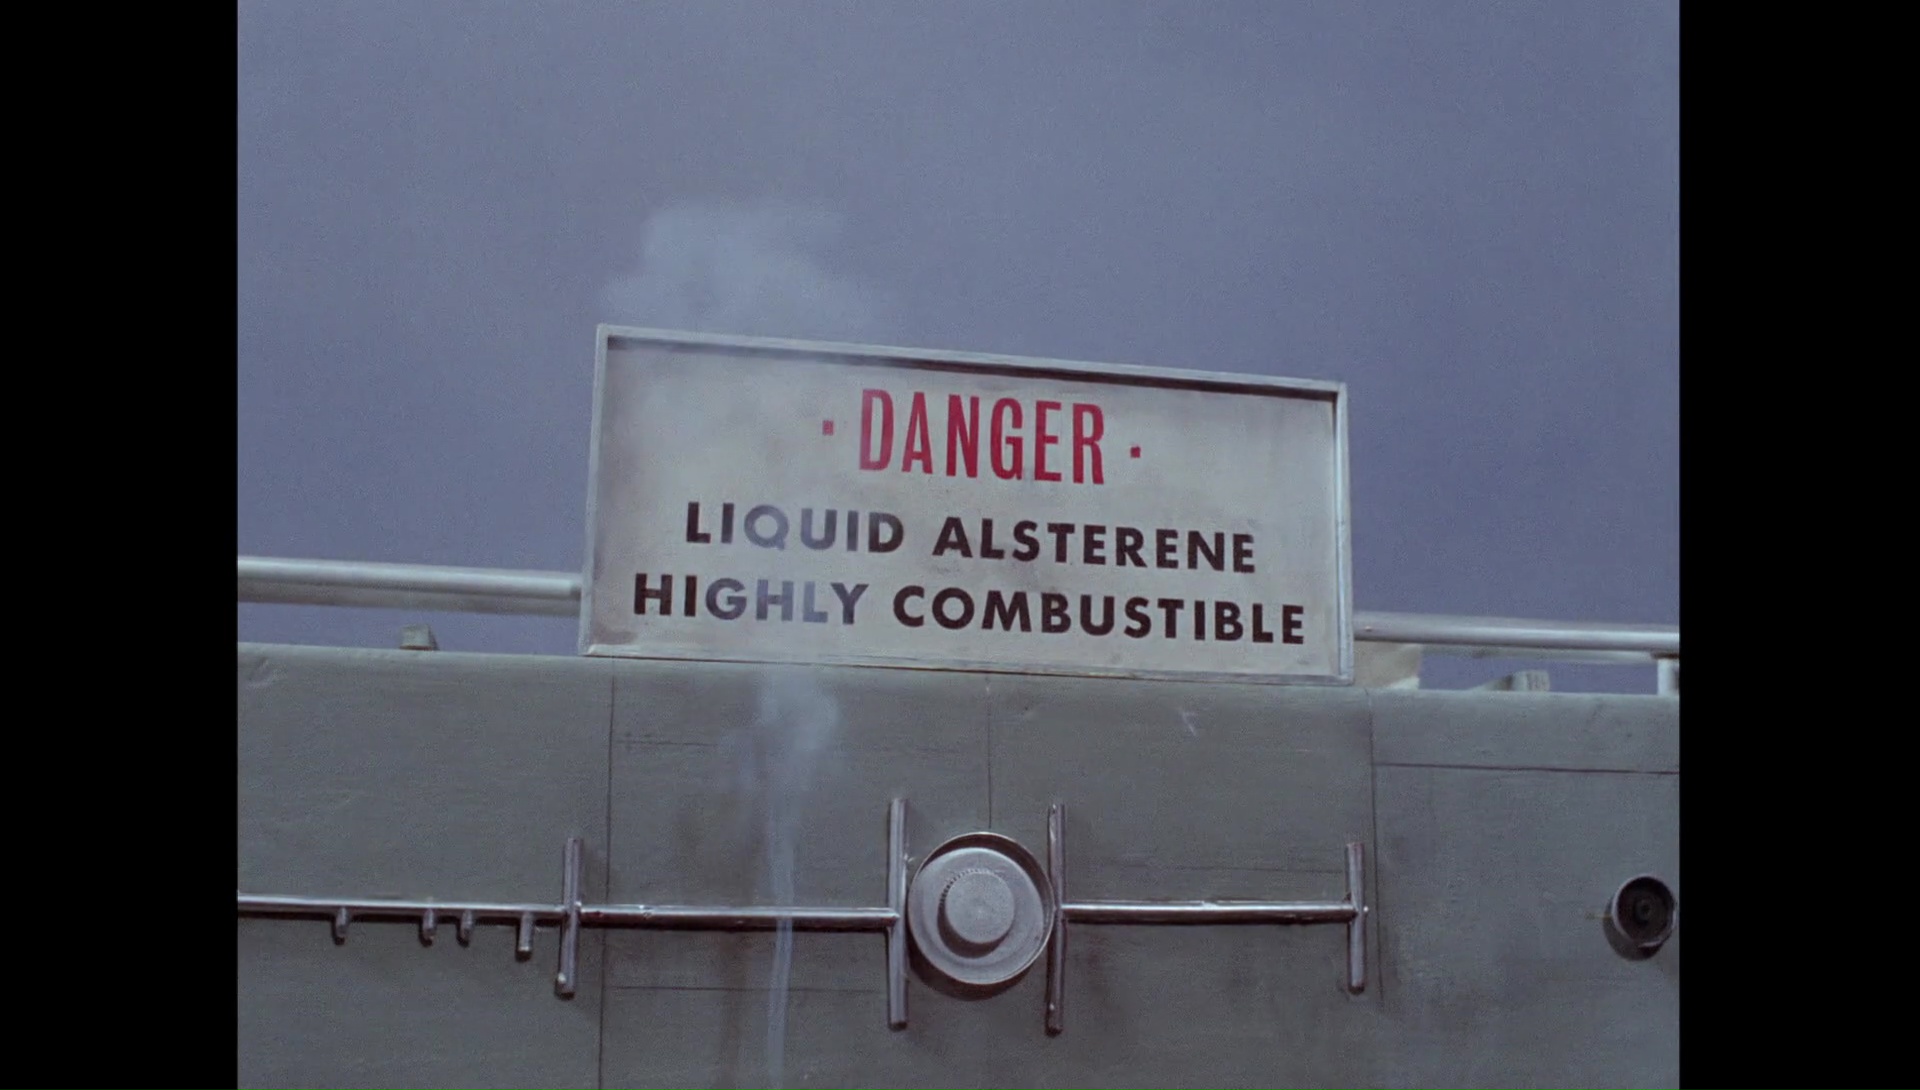 · DANGER ·
LIQUID ALSTERENE
HIGHLY COMBUSTIBLE